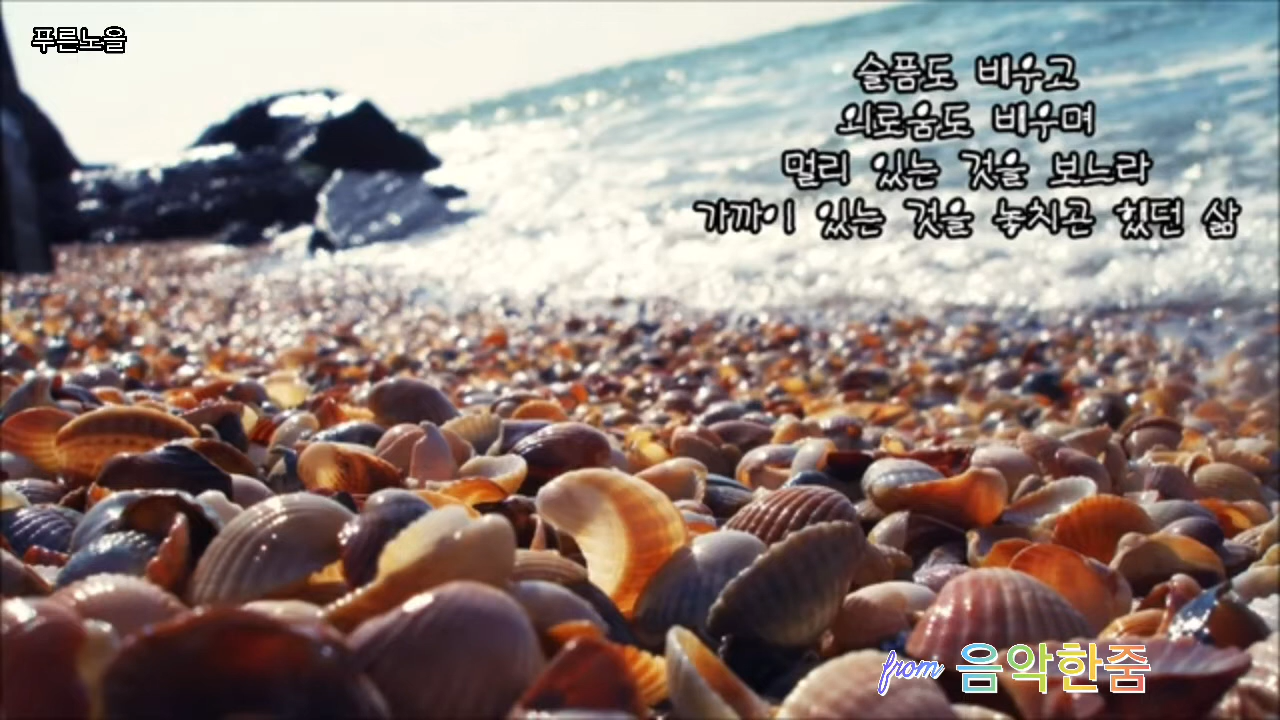 푸른노을
슬픔도 배우고
외로움도 배우며
멀리 있는 것을 보느라
가까이 있는 것을 놓치곤 했던 삶
from 음악한줌